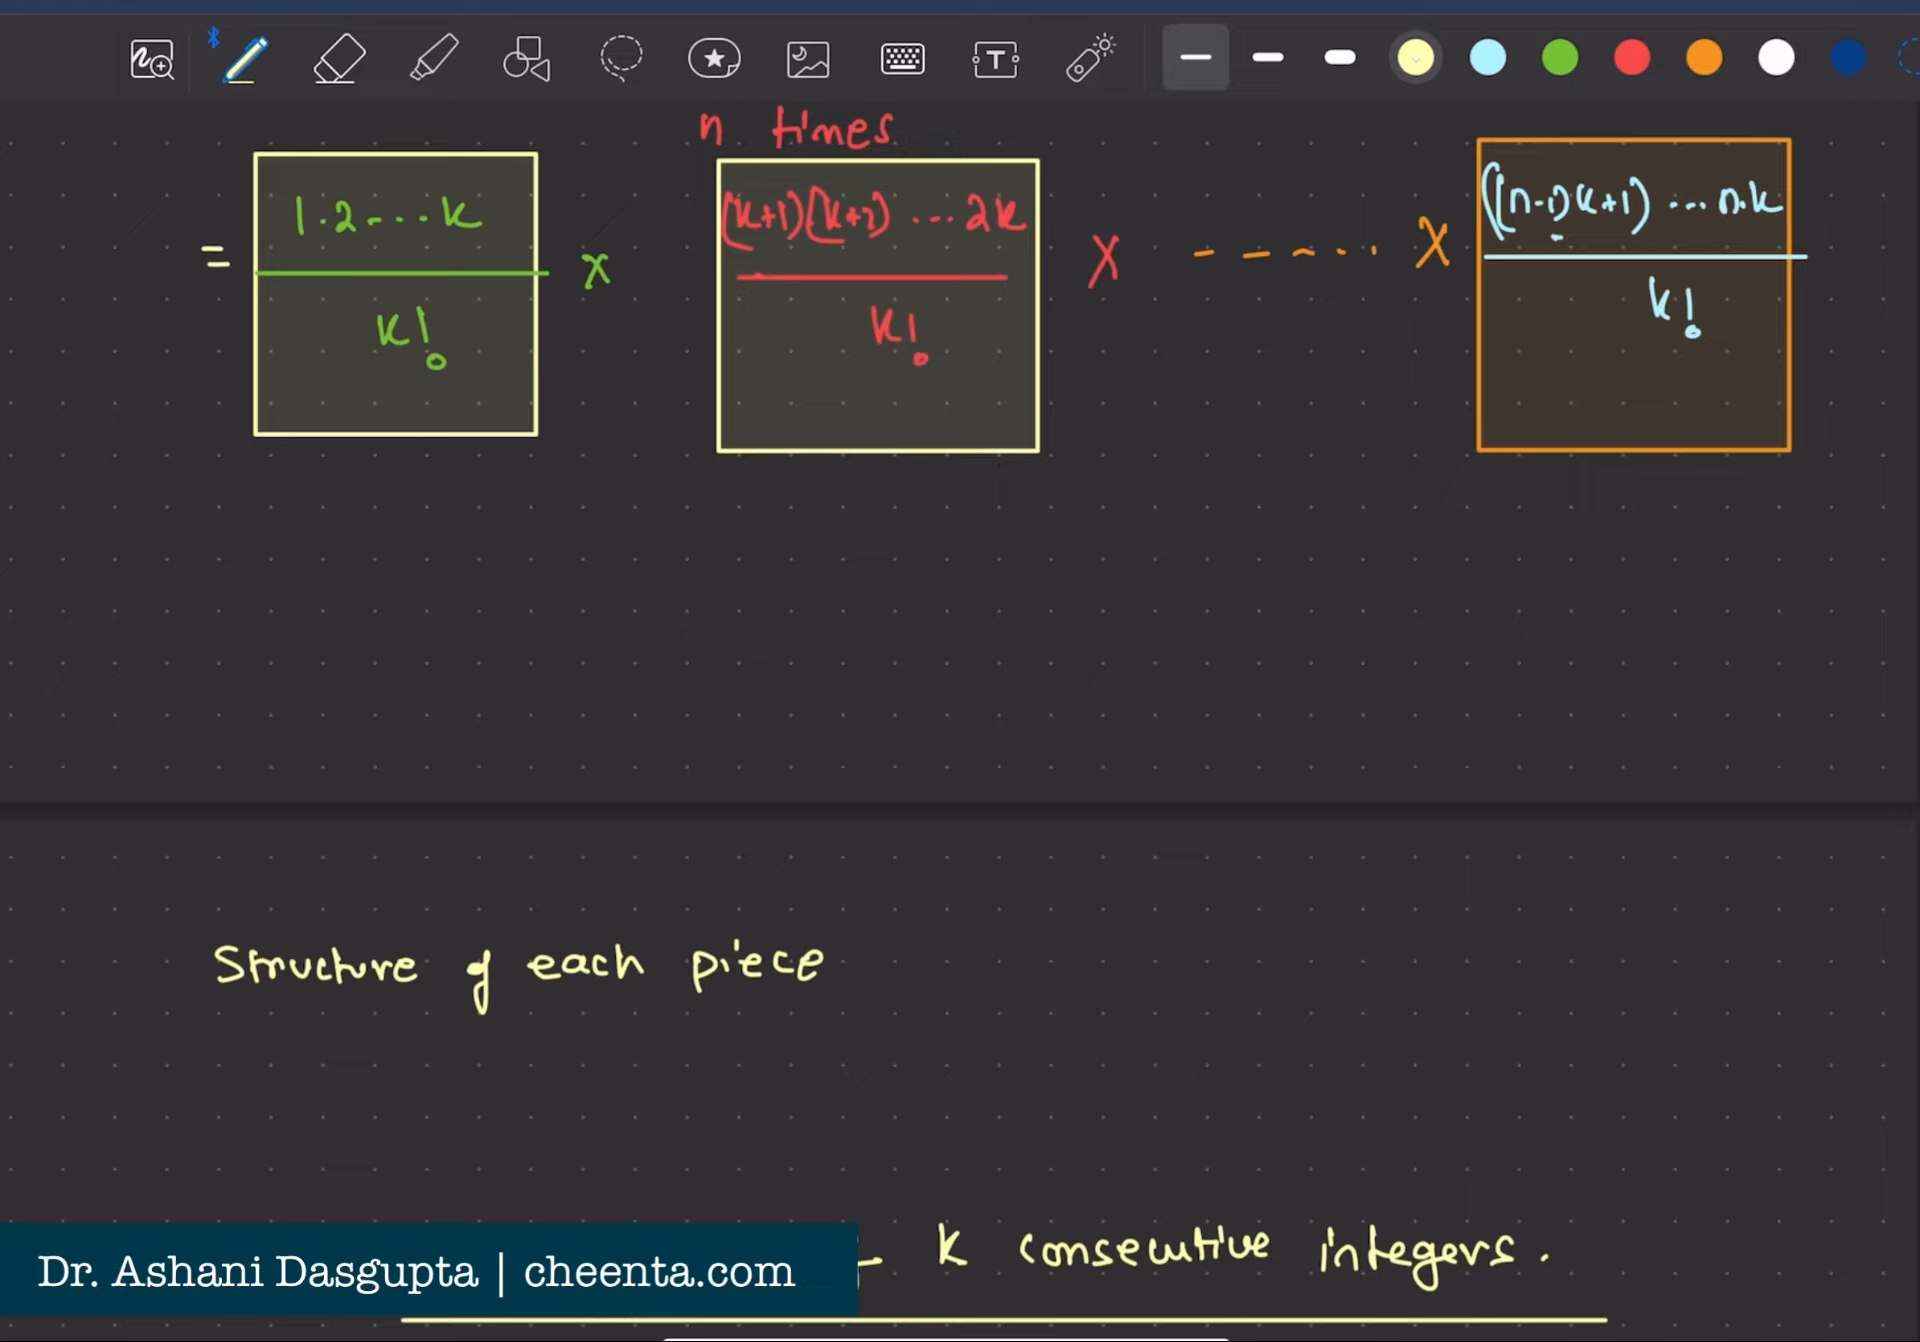 n times
= 1·2---k / k! x (k+1)(k+2) ...2k / k! X -----·· X ((n-1)k+1) ... n·k / k!
Structure of each piece
k consecutive integers.
Dr. Ashani Dasgupta | cheenta.com